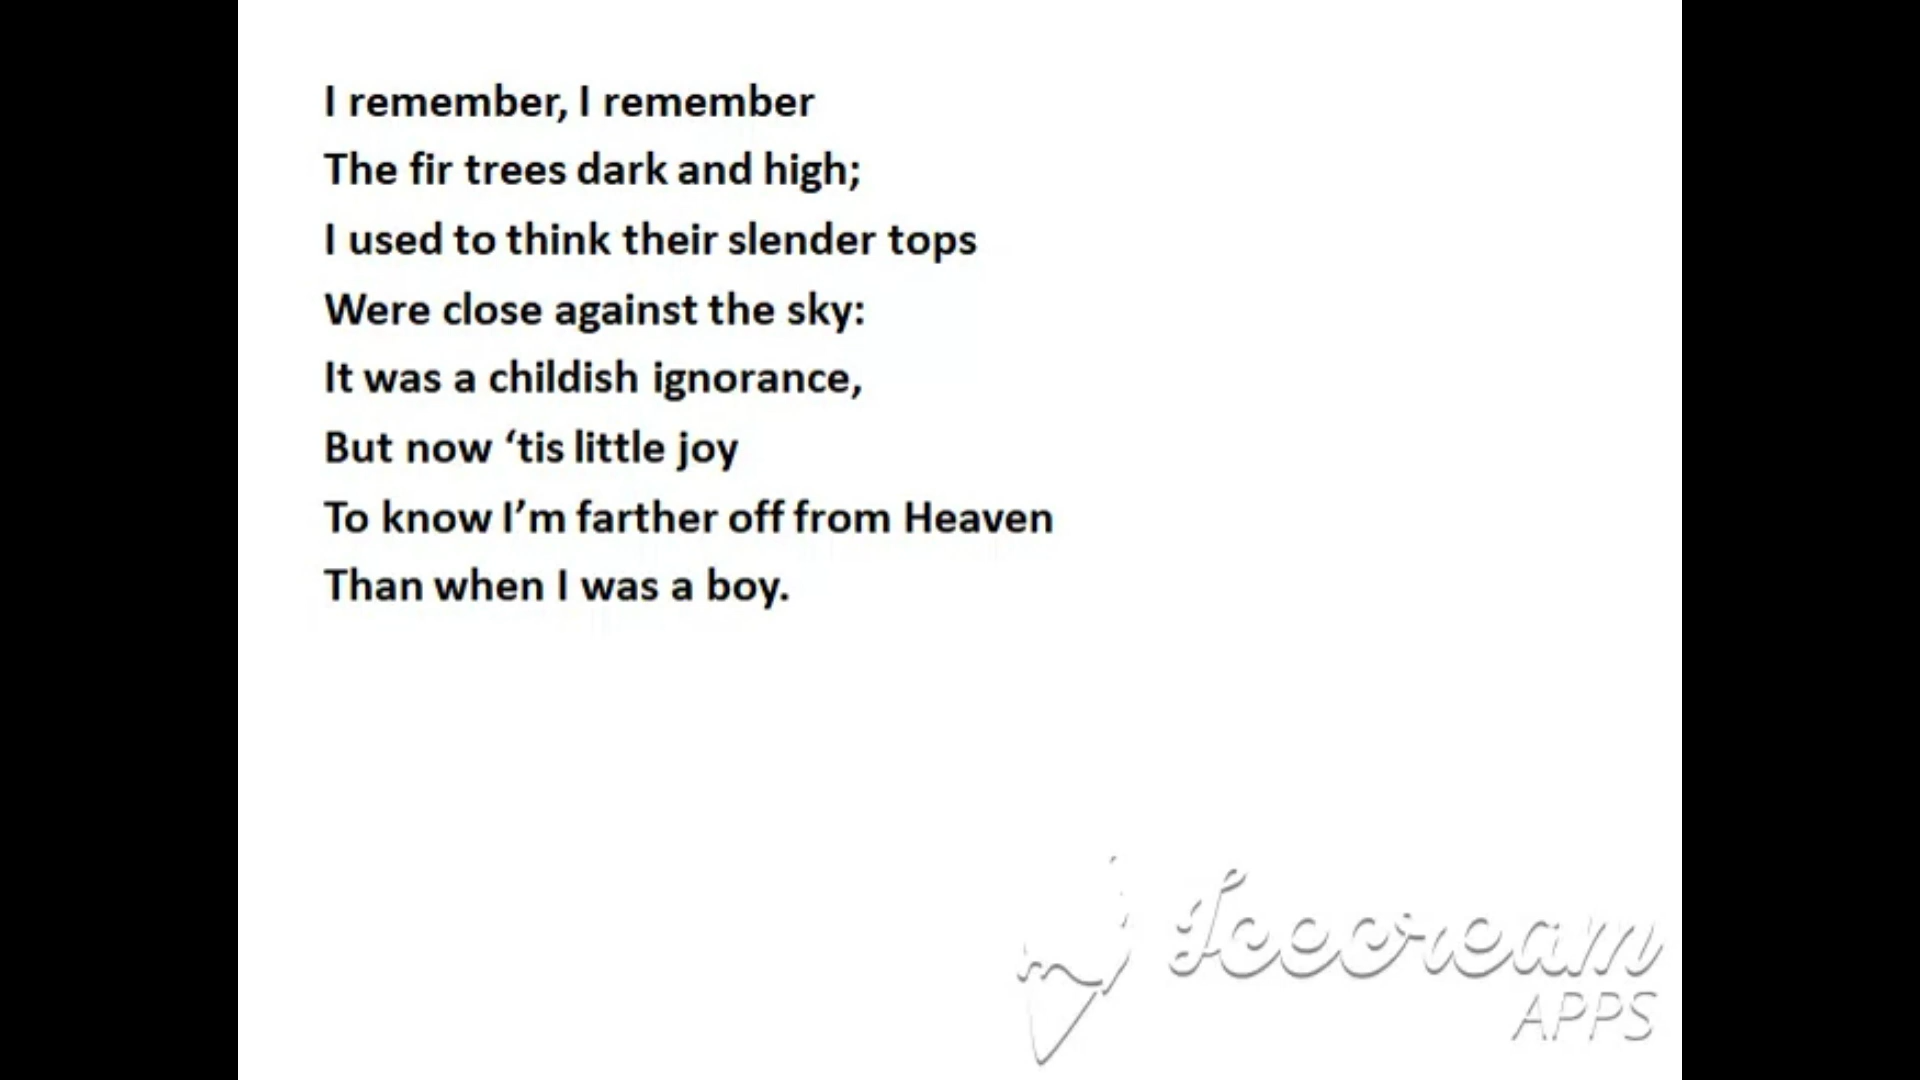 I remember, I remember
The fir trees dark and high;
I used to think their slender tops
Were close against the sky:
It was a childish ignorance,
But now ‘tis little joy
To know I’m farther off from Heaven
Than when I was a boy.
Icecream
APPS